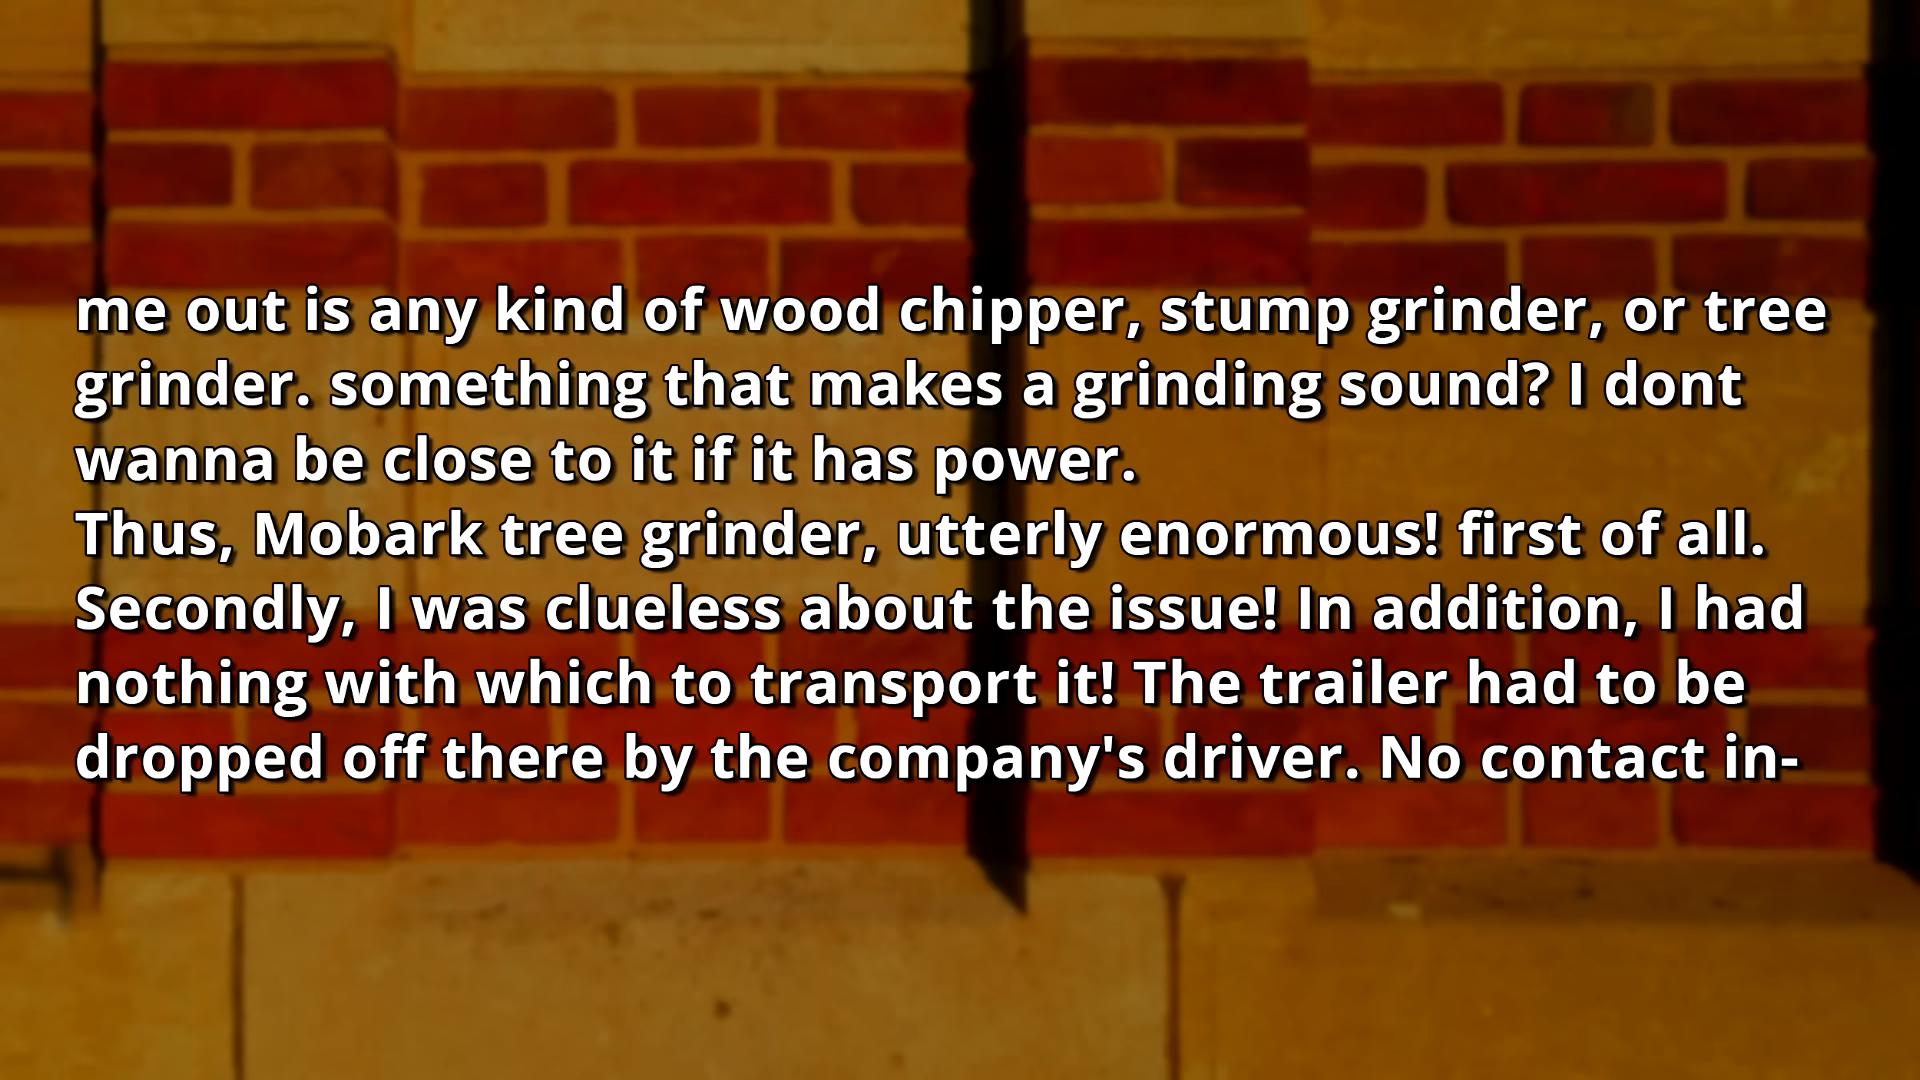 me out is any kind of wood chipper, stump grinder, or tree
grinder. something that makes a grinding sound? I dont
wanna be close to it if it has power.
Thus, Mobark tree grinder, utterly enormous! first of all.
Secondly, I was clueless about the issue! In addition, I had
nothing with which to transport it! The trailer had to be
dropped off there by the company's driver. No contact in-